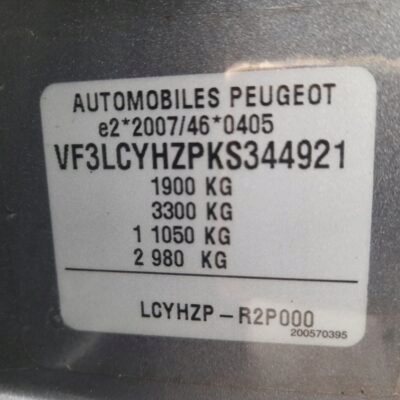 AUTOMOBILES PEUGEOT
e2*2007/46*0405
VF3LCYHZPKS344921
1900 KG
3300 KG
1 1050 KG
2 980 KG
LCYHZP - R2P000
200570395